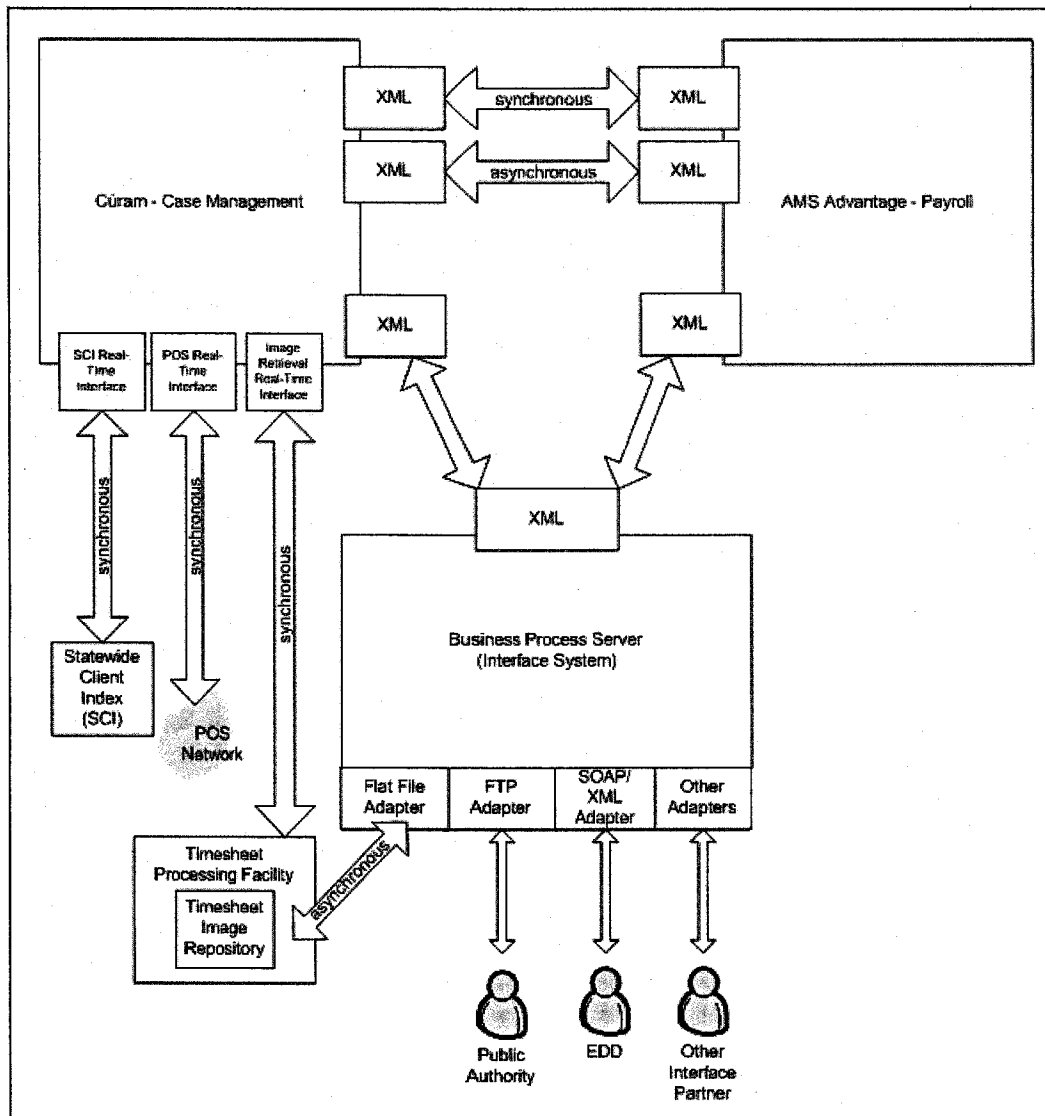 XML
synchronous
XML
XML
asynchronous
XML
Cúram - Case Management
AMS Advantage - Payroll
XML
XML
SCI Real-
Time
Interface
POS Real-
Time
Interface
Image
Retrieval
Real-Time
Interface
synchronous
synchronous
synchronous
XML
Business Process Server
(Interface System)
Statewide
Client
Index
(SCI)
POS
Network
Flat File
Adapter
FTP
Adapter
SOAP/
XML
Adapter
Other
Adapters
asynchronous
Timesheet
Processing Facility
Timesheet
Image
Repository
Public
Authority
EDD
Other
Interface
Partner